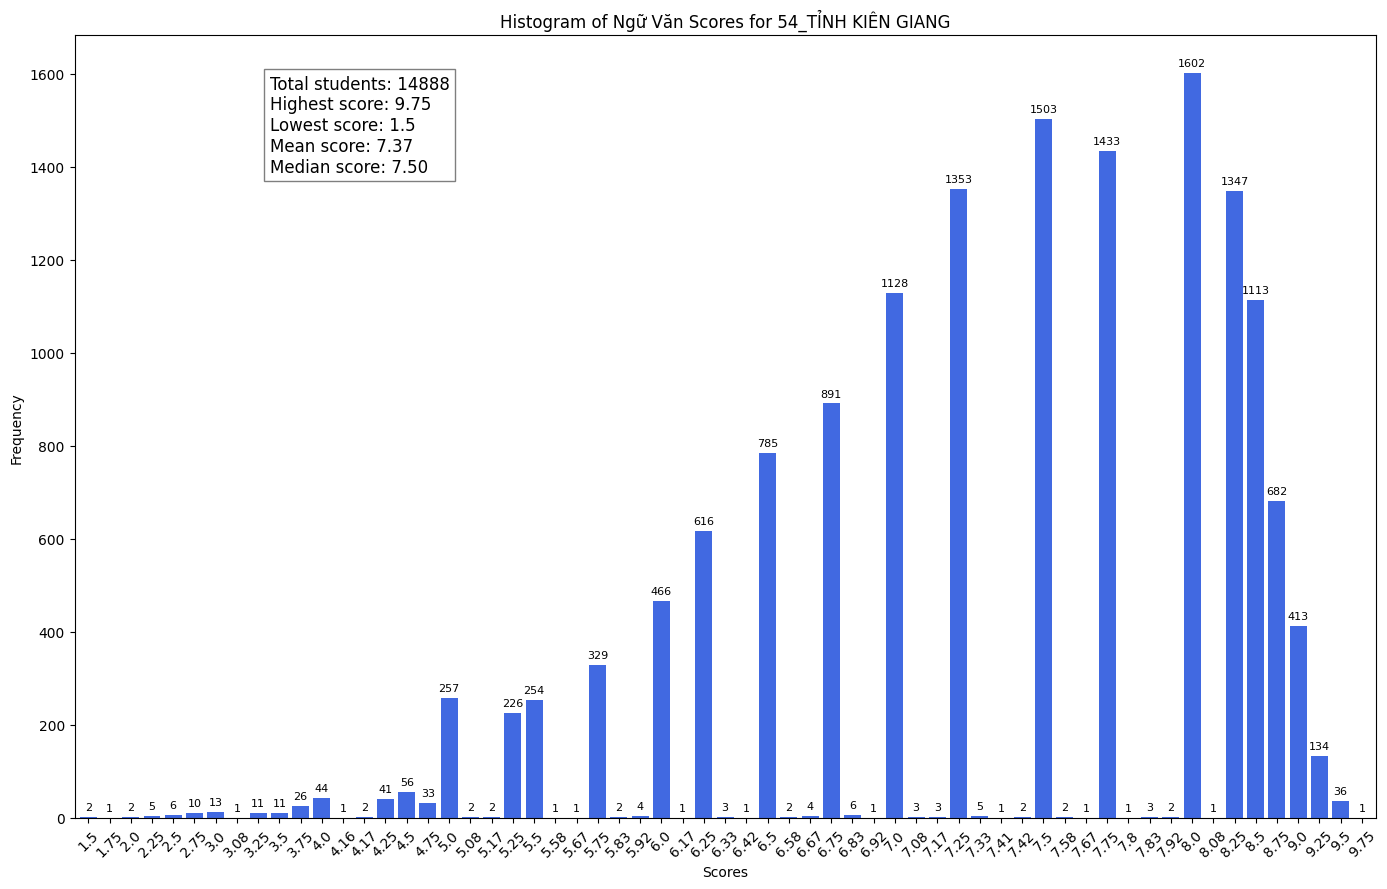 Histogram of Ngữ Văn Scores for 54_TỈNH KIÊN GIANG
Total students: 14888
Highest score: 9.75
Lowest score: 1.5
Mean score: 7.37
Median score: 7.50
Frequency
1600
1400
1200
1000
800
600
400
200
0
2 1 2 5 6 10 13 1 11 11 26 44 1 2 41 56 33 257 2 2 226 254 1 1 329 2 4 466 1 616 3 1 785 2 4 891 6 1 1128 3 3 1353 5 1 2 1503 2 1 1433 1 3 2 1602 1 1347 1113 682 413 134 36 1
1.5 1.75 2.0 2.25 2.5 2.75 3.0 3.08 3.25 3.5 3.75 4.0 4.16 4.17 4.25 4.5 4.75 5.0 5.08 5.17 5.25 5.5 5.58 5.67 5.75 5.83 5.92 6.0 6.17 6.25 6.33 6.42 6.5 6.58 6.67 6.75 6.83 6.92 7.0 7.08 7.17 7.25 7.33 7.41 7.42 7.5 7.58 7.67 7.75 7.8 7.83 7.92 8.0 8.08 8.25 8.5 8.75 9.0 9.25 9.5 9.75
Scores